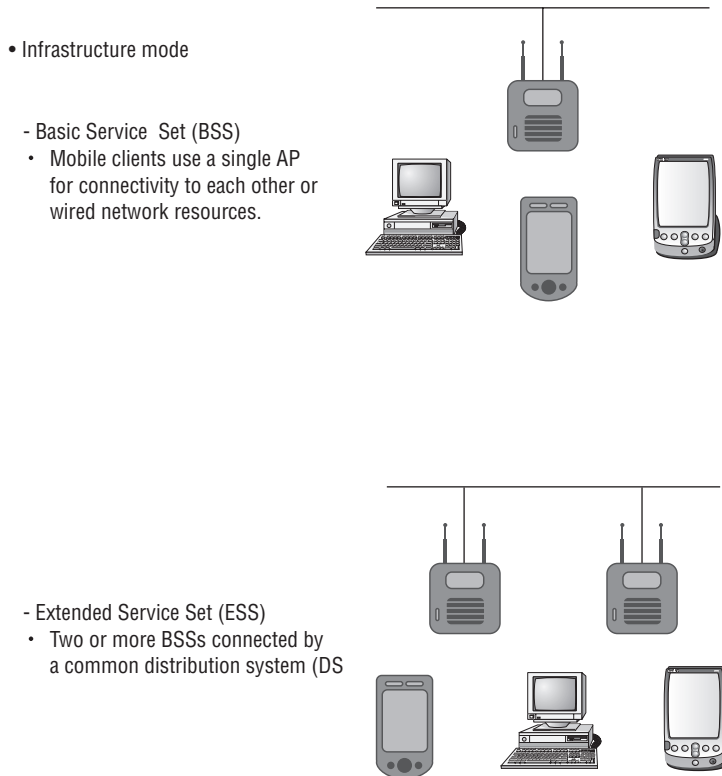 • Infrastructure mode
- Basic Service Set (BSS)
• Mobile clients use a single AP
for connectivity to each other or
wired network resources.
- Extended Service Set (ESS)
• Two or more BSSs connected by
a common distribution system (DS